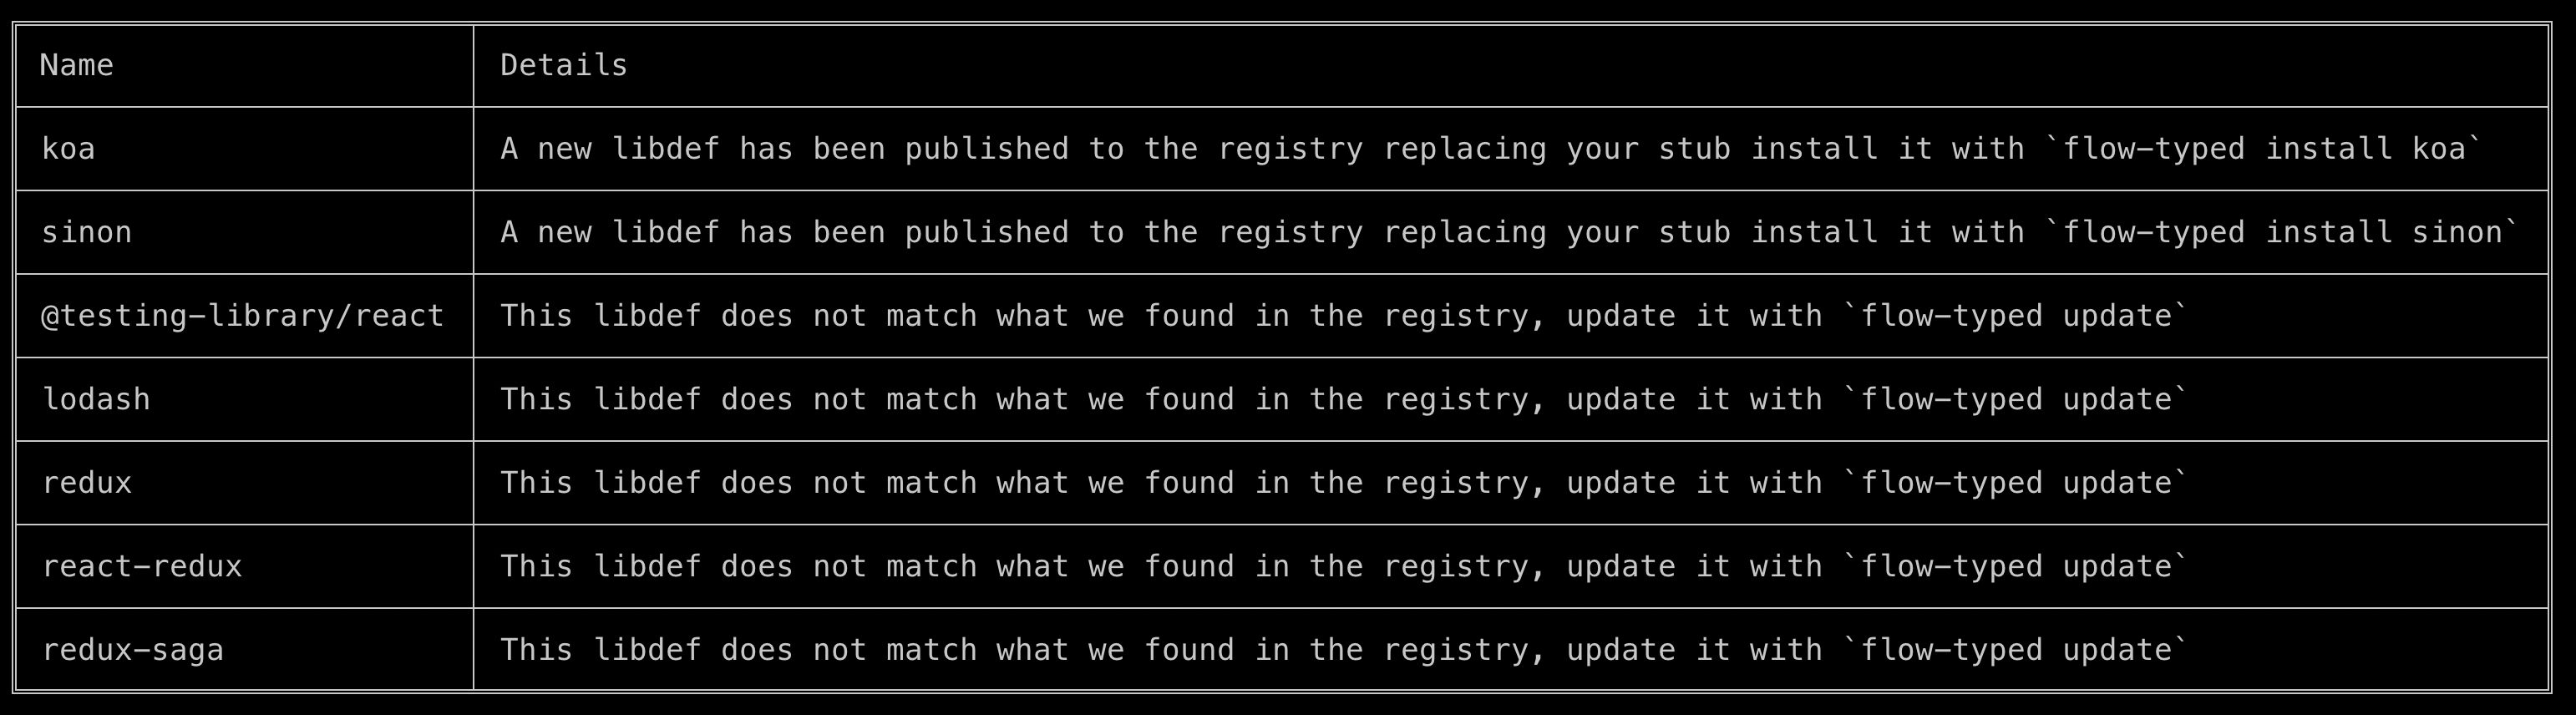 Name Details
koa A new libdef has been published to the registry replacing your stub install it with `flow-typed install koa`
sinon A new libdef has been published to the registry replacing your stub install it with `flow-typed install sinon`
@testing-library/react This libdef does not match what we found in the registry, update it with `flow-typed update`
lodash This libdef does not match what we found in the registry, update it with `flow-typed update`
redux This libdef does not match what we found in the registry, update it with `flow-typed update`
react-redux This libdef does not match what we found in the registry, update it with `flow-typed update`
redux-saga This libdef does not match what we found in the registry, update it with `flow-typed update`